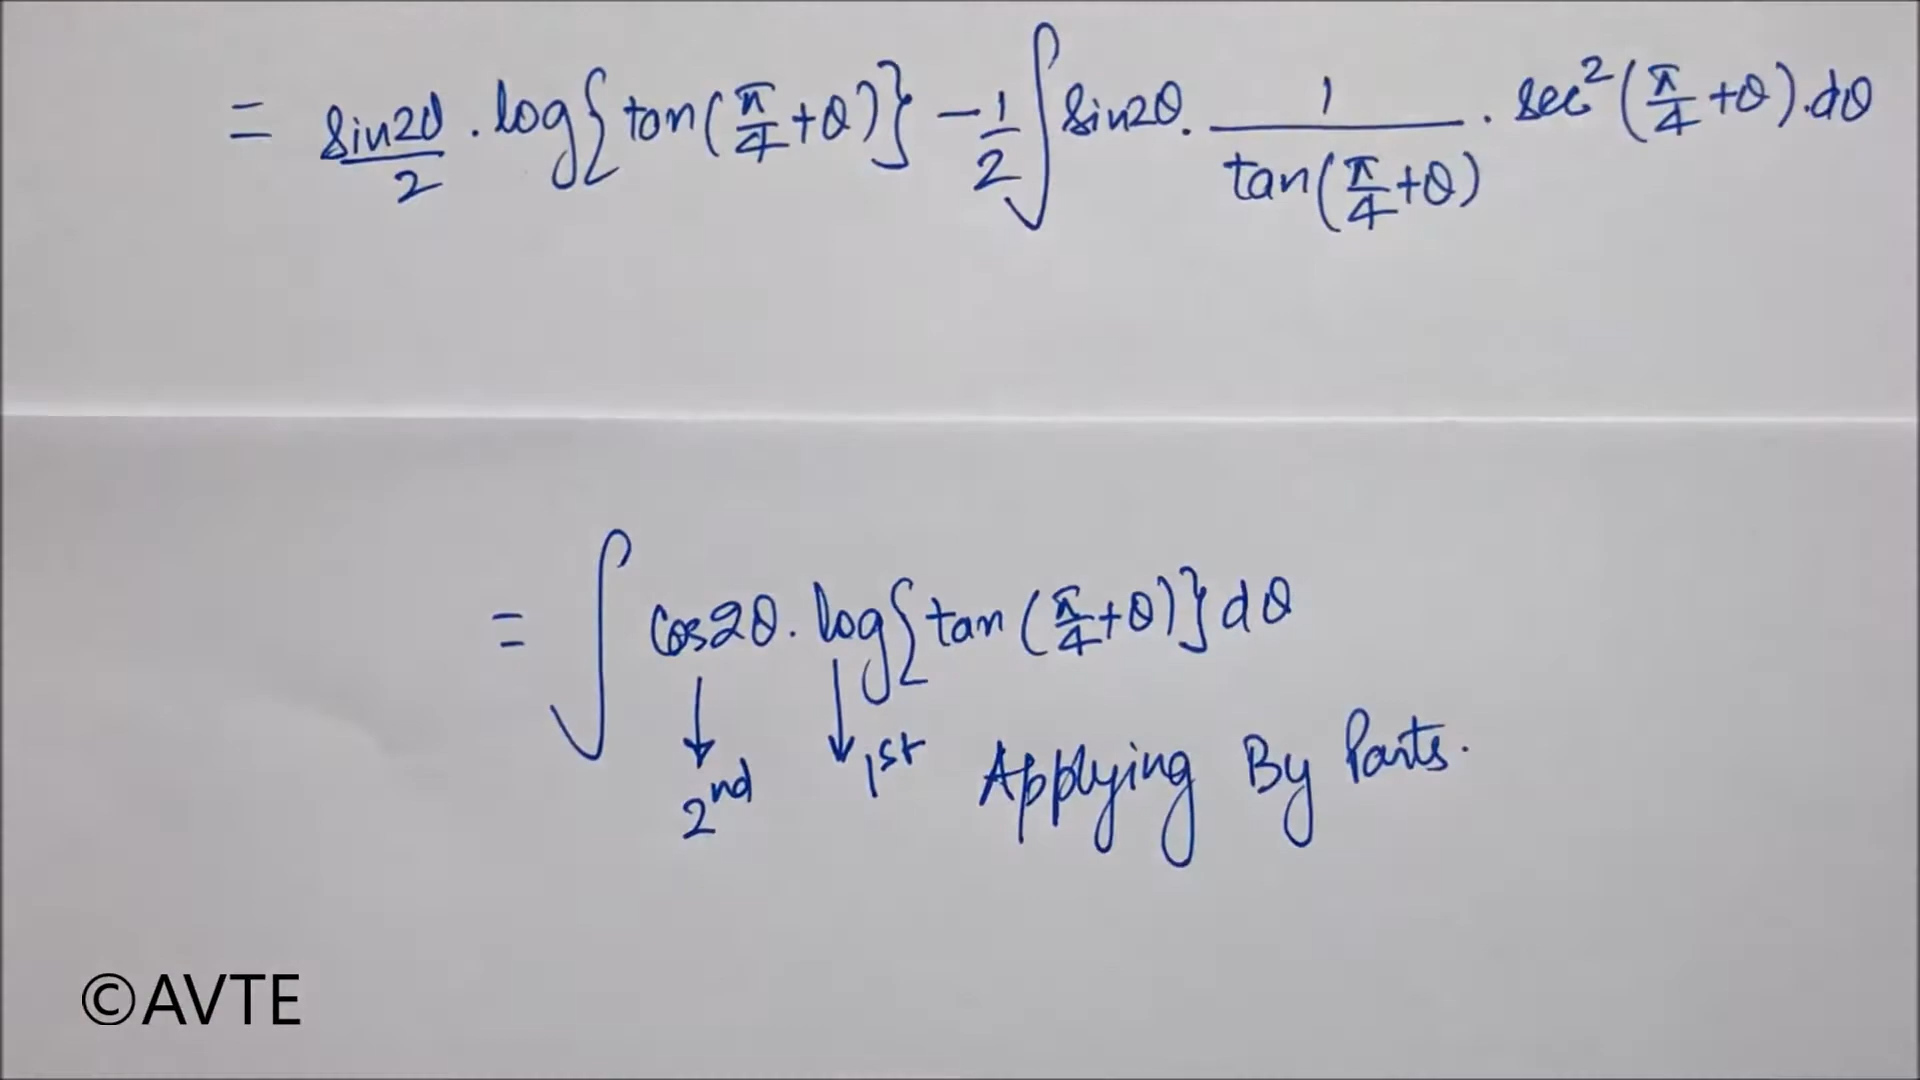 = sin2θ/2 . log{tan(π/4+θ)} - 1/2 ∫ sin2θ. 1/tan(π/4+θ) . sec²(π/4+θ).dθ
= ∫ Cos2θ. log{tan(π/4+θ)}dθ
↓ 2nd ↓ 1st Applying By Parts.
©AVTE